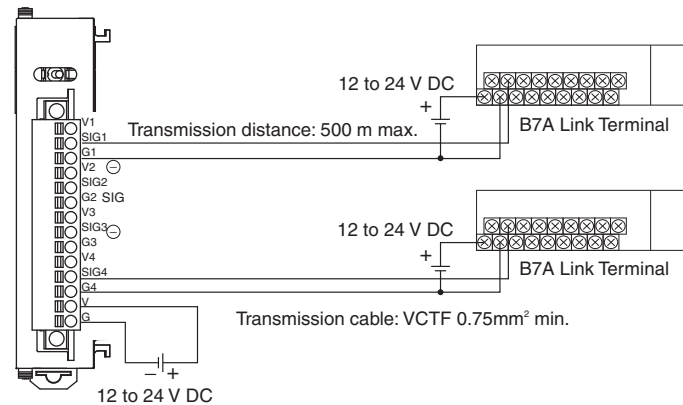 12 to 24 V DC
+
B7A Link Terminal
Transmission distance: 500 m max.
V1
SIG1
G1
V2 ⊖
SIG2
G2 SIG
V3
SIG3 ⊖
G3
V4
SIG4
G4
V
G
12 to 24 V DC
+
B7A Link Terminal
Transmission cable: VCTF 0.75mm² min.
− +
12 to 24 V DC